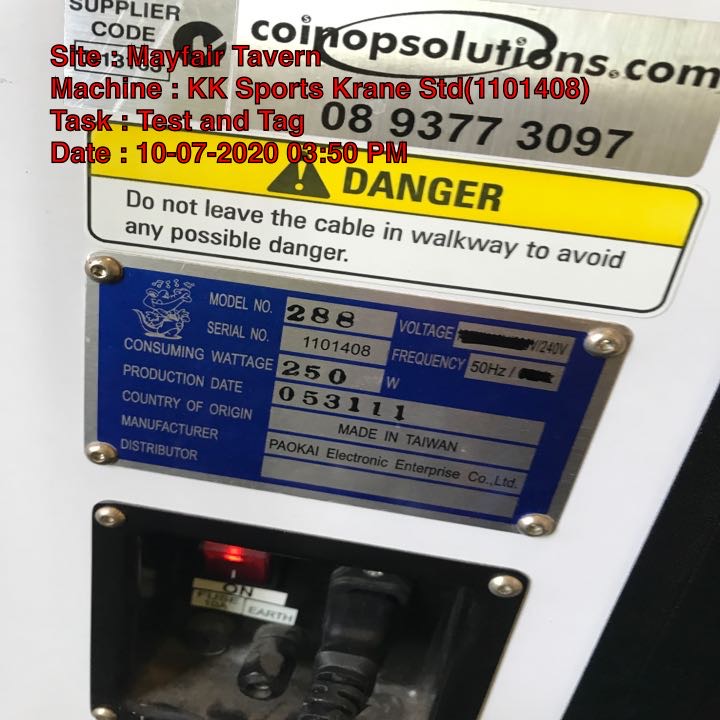 SUPPLIER
CODE
coinopsolutions.com
08 9377 3097
Site : Mayfair Tavern
Machine : KK Sports Krane Std(1101408)
Task : Test and Tag
Date : 10-07-2020 03:50 PM
DANGER
Do not leave the cable in walkway to avoid
any possible danger.
MODEL NO. 288
SERIAL NO. 1101408
VOLTAGE V/240V
FREQUENCY 50Hz /
CONSUMING WATTAGE 250 W
PRODUCTION DATE 053111
COUNTRY OF ORIGIN MADE IN TAIWAN
MANUFACTURER PAOKAI Electronic Enterprise Co.,Ltd.
DISTRIBUTOR
ON
FUSE
10A
EARTH